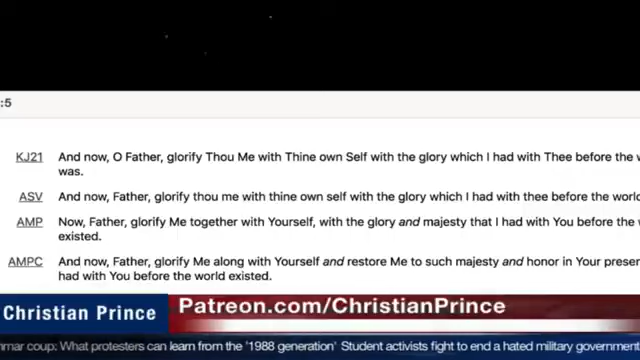 :5
KJ21 And now, O Father, glorify Thou Me with Thine own Self with the glory which I had with Thee before the
was.
ASV And now, Father, glorify thou me with thine own self with the glory which I had with thee before the world
AMP Now, Father, glorify Me together with Yourself, with the glory and majesty that I had with You before the
existed.
AMPC And now, Father, glorify Me along with Yourself and restore Me to such majesty and honor in Your
had with You before the world existed.
Christian Prince
Patreon.com/ChristianPrince
nmar coup: What protesters can learn from the '1988 generation' Student activists fight to end a hated military government